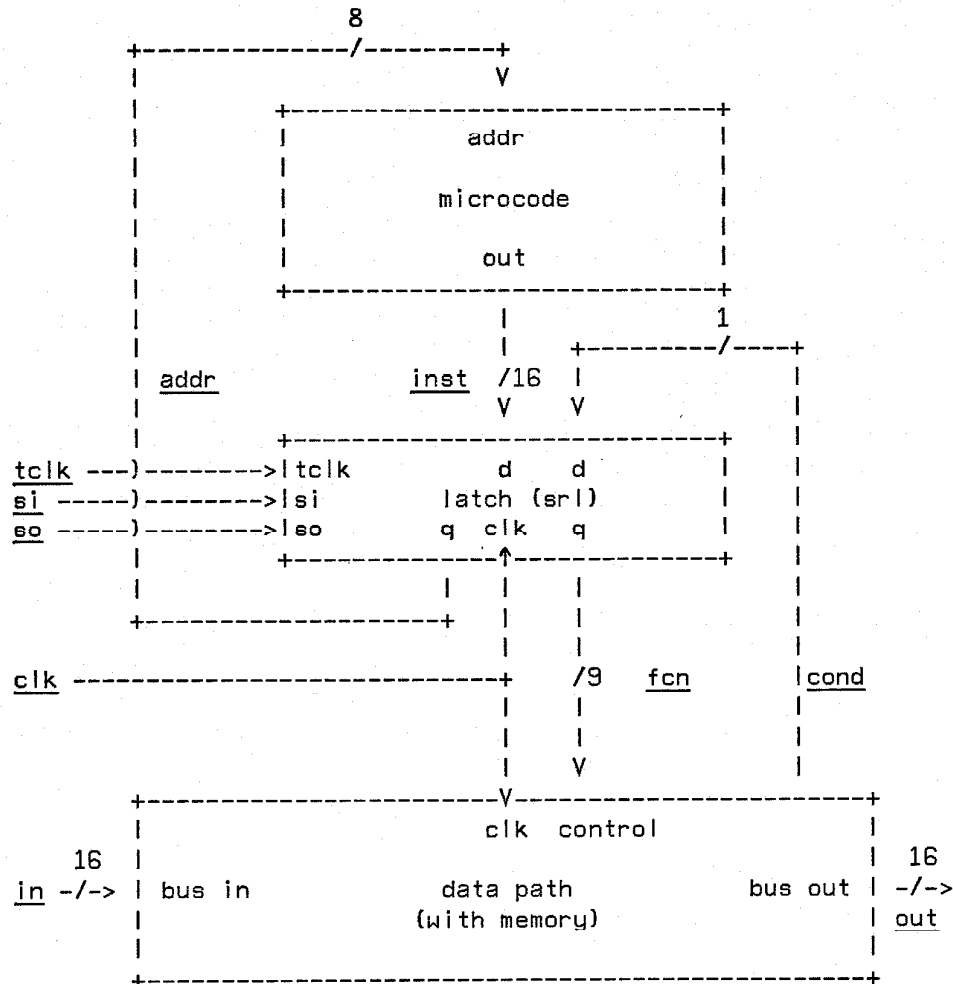 8
addr
microcode
out
1
addr inst /16
tclk tclk d d
si si latch (srl)
so so q clk q
clk /9 fcn cond
clk control
16 16
in bus in data path bus out
(with memory) out